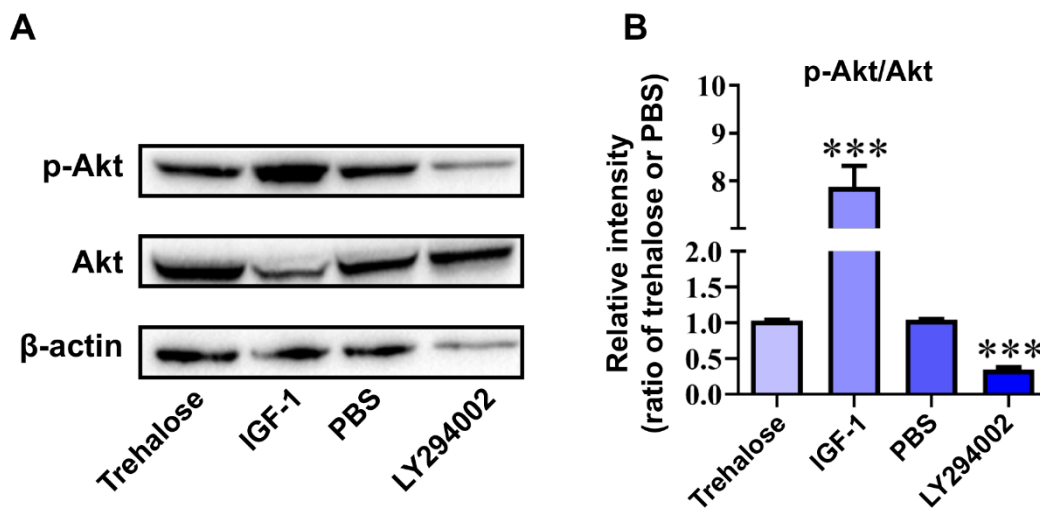 A
p-Akt
Akt
β-actin
Trehalose
IGF-1
PBS
LY294002
B
p-Akt/Akt
Relative intensity
(ratio of trehalose or PBS)
10
9
8
2.0
1.5
1.0
0.5
0.0
***
***
Trehalose
IGF-1
PBS
LY294002